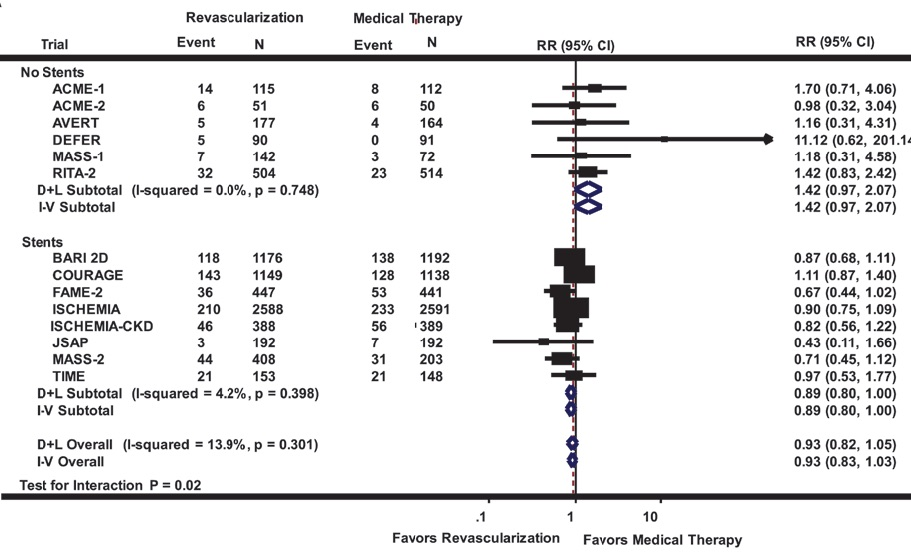 Revascularization Medical Therapy
Trial Event N Event N RR (95% CI) RR (95% CI)
No Stents
ACME-1 14 115 8 112 1.70 (0.71, 4.06)
ACME-2 6 51 6 50 0.98 (0.32, 3.04)
AVERT 5 177 4 164 1.16 (0.31, 4.31)
DEFER 5 90 0 91 11.12 (0.62, 201.14
MASS-1 7 142 3 72 1.18 (0.31, 4.58)
RITA-2 32 504 23 514 1.42 (0.83, 2.42)
D+L Subtotal (I-squared = 0.0%, p = 0.748) 1.42 (0.97, 2.07)
I-V Subtotal 1.42 (0.97, 2.07)
Stents
BARI 2D 118 1176 138 1192 0.87 (0.68, 1.11)
COURAGE 143 1149 128 1138 1.11 (0.87, 1.40)
FAME-2 36 447 53 441 0.67 (0.44, 1.02)
ISCHEMIA 210 2588 233 2591 0.90 (0.75, 1.09)
ISCHEMIA-CKD 46 388 56 389 0.82 (0.56, 1.22)
JSAP 3 192 7 192 0.43 (0.11, 1.66)
MASS-2 44 408 31 203 0.71 (0.45, 1.12)
TIME 21 153 21 148 0.97 (0.53, 1.77)
D+L Subtotal (I-squared = 4.2%, p = 0.398) 0.89 (0.80, 1.00)
I-V Subtotal 0.89 (0.80, 1.00)
D+L Overall (I-squared = 13.9%, p = 0.301) 0.93 (0.82, 1.05)
I-V Overall 0.93 (0.83, 1.03)
Test for Interaction P = 0.02
.1 1 10
Favors Revascularization Favors Medical Therapy